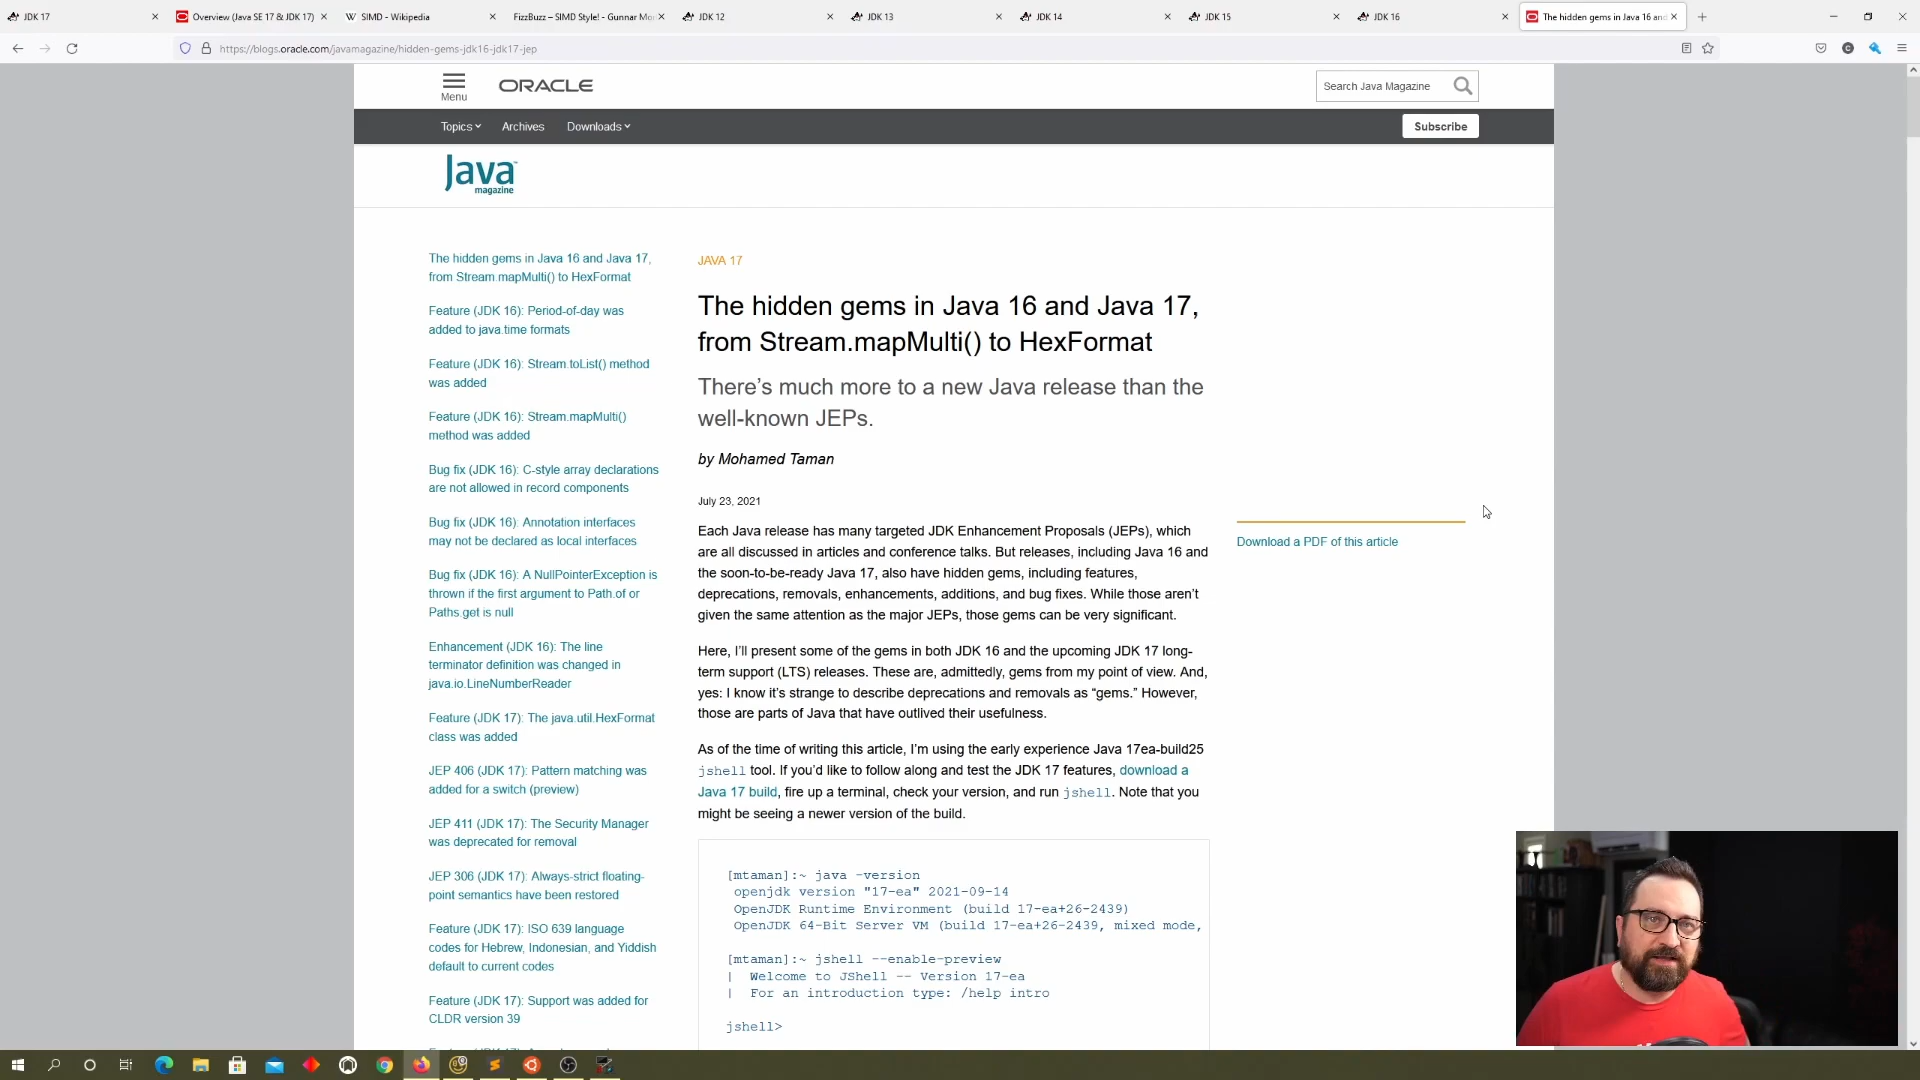 JDK 17
Overview (Java SE 17 & JDK 17)
SIMD - Wikipedia
FizzBuzz – SIMD Style! - Gunnar Mo
JDK 12
JDK 13
JDK 14
JDK 15
JDK 16
The hidden gems in Java 16 and
https://blogs.oracle.com/javamagazine/hidden-gems-jdk16-jdk17-jep
Menu
ORACLE
Search Java Magazine
Topics
Archives
Downloads
Subscribe
Java
magazine
The hidden gems in Java 16 and Java 17,
from Stream.mapMulti() to HexFormat
Feature (JDK 16): Period-of-day was
added to java.time formats
Feature (JDK 16): Stream.toList() method
was added
Feature (JDK 16): Stream.mapMulti()
method was added
Bug fix (JDK 16): C-style array declarations
are not allowed in record components
Bug fix (JDK 16): Annotation interfaces
may not be declared as local interfaces
Bug fix (JDK 16): A NullPointerException is
thrown if the first argument to Path.of or
Paths.get is null
Enhancement (JDK 16): The line
terminator definition was changed in
java.io.LineNumberReader
Feature (JDK 17): The java.util.HexFormat
class was added
JEP 406 (JDK 17): Pattern matching was
added for a switch (preview)
JEP 411 (JDK 17): The Security Manager
was deprecated for removal
JEP 306 (JDK 17): Always-strict floating-
point semantics have been restored
Feature (JDK 17): ISO 639 language
codes for Hebrew, Indonesian, and Yiddish
default to current codes
Feature (JDK 17): Support was added for
CLDR version 39
JAVA 17
The hidden gems in Java 16 and Java 17,
from Stream.mapMulti() to HexFormat
There’s much more to a new Java release than the
well-known JEPs.
by Mohamed Taman
July 23, 2021
Each Java release has many targeted JDK Enhancement Proposals (JEPs), which
are all discussed in articles and conference talks. But releases, including Java 16 and
the soon-to-be-ready Java 17, also have hidden gems, including features,
deprecations, removals, enhancements, additions, and bug fixes. While those aren’t
given the same attention as the major JEPs, those gems can be very significant.
Here, I’ll present some of the gems in both JDK 16 and the upcoming JDK 17 long-
term support (LTS) releases. These are, admittedly, gems from my point of view. And,
yes: I know it’s strange to describe deprecations and removals as “gems.” However,
those are parts of Java that have outlived their usefulness.
As of the time of writing this article, I’m using the early experience Java 17ea-build25
jshell tool. If you’d like to follow along and test the JDK 17 features, download a
Java 17 build, fire up a terminal, check your version, and run jshell. Note that you
might be seeing a newer version of the build.
[mtaman]:~ java -version
openjdk version "17-ea" 2021-09-14
OpenJDK Runtime Environment (build 17-ea+26-2439)
OpenJDK 64-Bit Server VM (build 17-ea+26-2439, mixed mode,
[mtaman]:~ jshell --enable-preview
| Welcome to JShell -- Version 17-ea
| For an introduction type: /help intro
jshell>
Download a PDF of this article